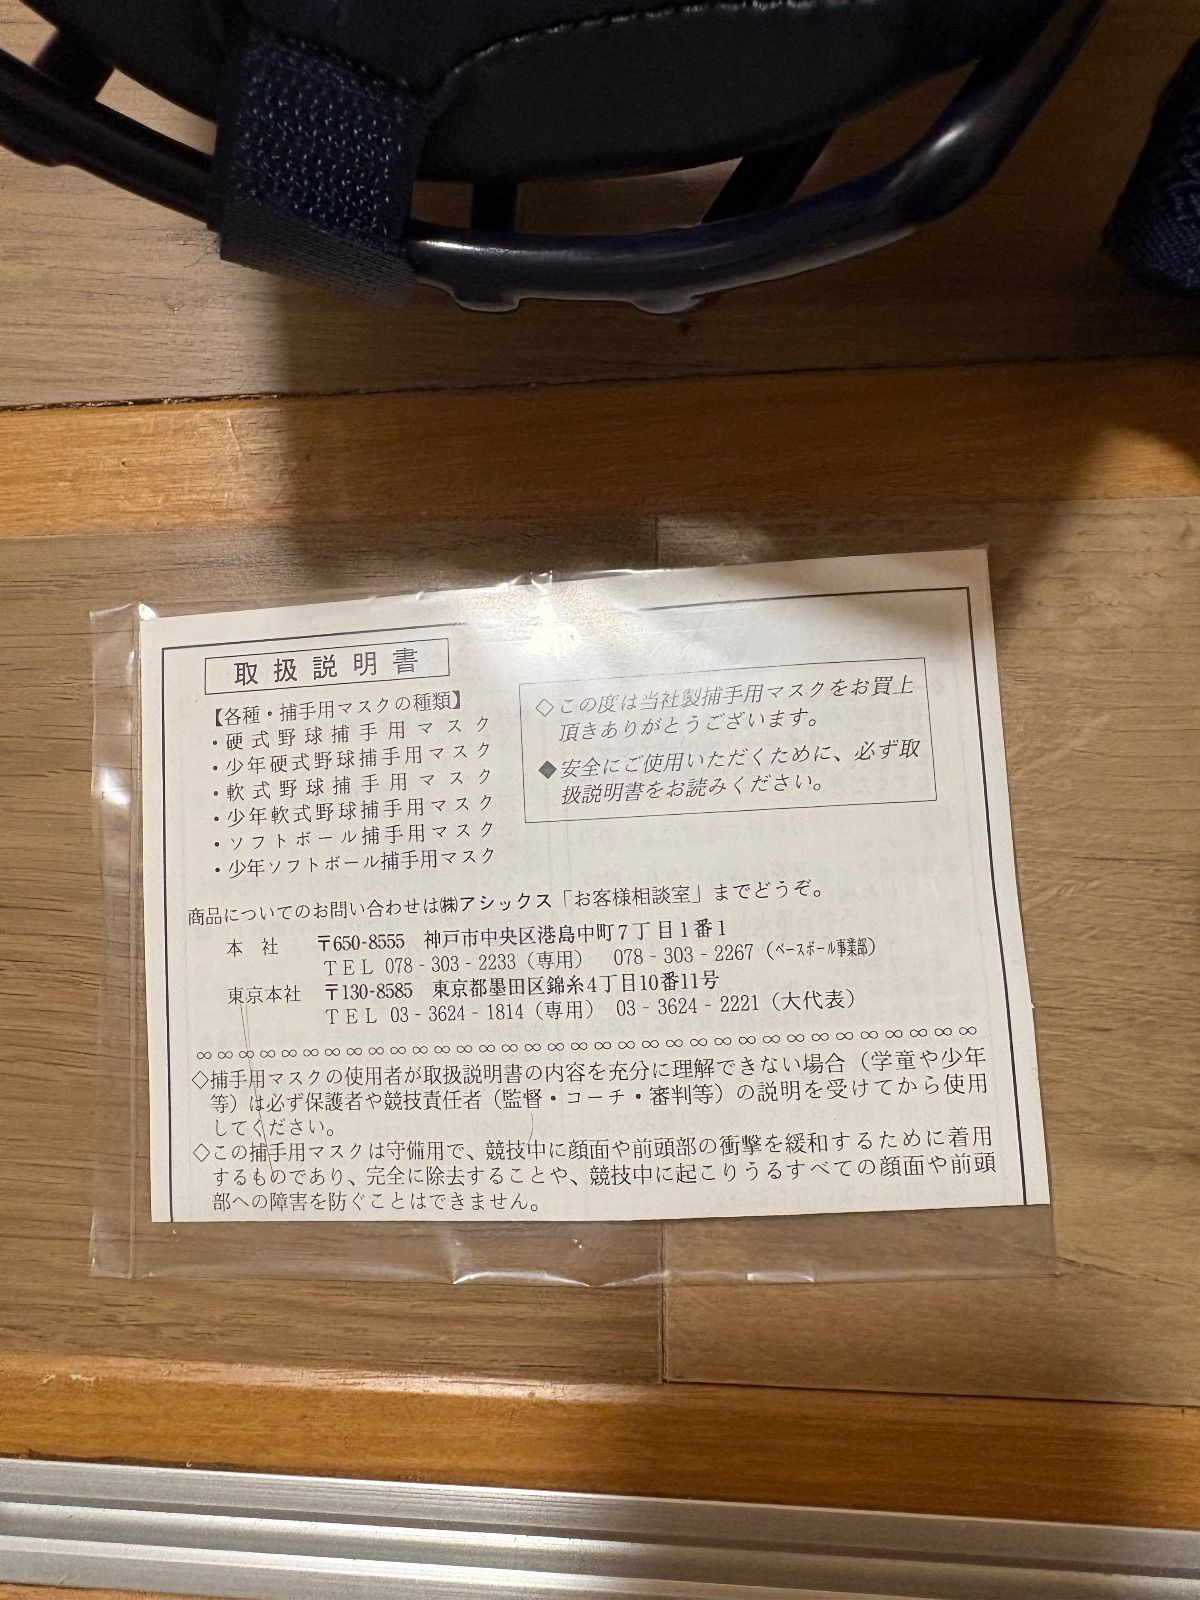 取扱説明書
【各種・捕手用マスクの種類】
・硬式野球捕手用マスク
・少年硬式野球捕手用マスク
・軟式野球捕手用マスク
・少年軟式野球捕手用マスク
・ソフトボール捕手用マスク
・少年ソフトボール捕手用マスク
◇この度は当社製捕手用マスクをお買上
頂きありがとうございます。
◆安全にご使用いただくために、必ず取
扱説明書をお読みください。
商品についてのお問い合わせは㈱アシックス「お客様相談室」までどうぞ。
本　社　〒650-8555　神戸市中央区港島中町7丁目1番1
TEL 078-303-2233（専用）　078-303-2267（ベースボール事業部）
東京本社　〒130-8585　東京都墨田区錦糸4丁目10番11号
TEL 03-3624-1814（専用）　03-3624-2221（大代表）
◇捕手用マスクの使用者が取扱説明書の内容を充分に理解できない場合（学童や少年
等）は必ず保護者や競技責任者（監督・コーチ・審判等）の説明を受けてから使用
してください。
◇この捕手用マスクは守備用で、競技中に顔面や前頭部の衝撃を緩和するために着用
するものであり、完全に除去することや、競技中に起こりうるすべての顔面や前頭
部への障害を防ぐことはできません。